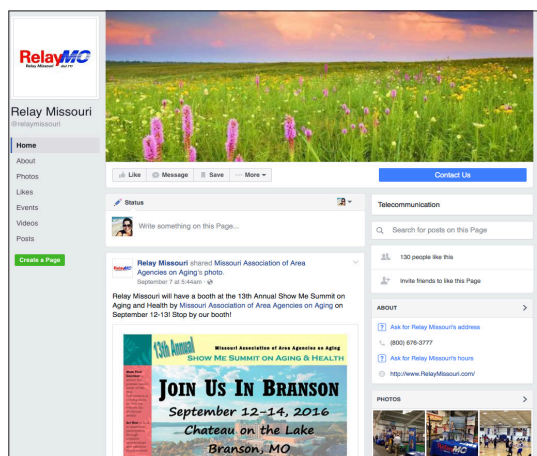 RelayMO
Relay Missouri dial 711
Relay Missouri
@relaymissouri
Home
About
Photos
Likes
Events
Videos
Posts
Create a Page
Like Message Save ··· More
Contact Us
Status
Write something on this Page...
Relay Missouri shared Missouri Association of Area
Agencies on Aging's photo.
September 7 at 5:44am ·
Relay Missouri will have a booth at the 13th Annual Show Me Summit on
Aging and Health by Missouri Association of Area Agencies on Aging on
September 12-13! Stop by our booth!
13th Annual
Missouri Association of Area Agencies on Aging
SHOW ME SUMMIT ON AGING & HEALTH
JOIN US IN BRANSON
September 12-14, 2016
Chateau on the Lake
Branson, MO
Telecommunication
Search for posts on this Page
130 people like this
Invite friends to like this Page
ABOUT
Ask for Relay Missouri's address
(800) 676-3777
Ask for Relay Missouri's hours
http://www.RelayMissouri.com/
PHOTOS